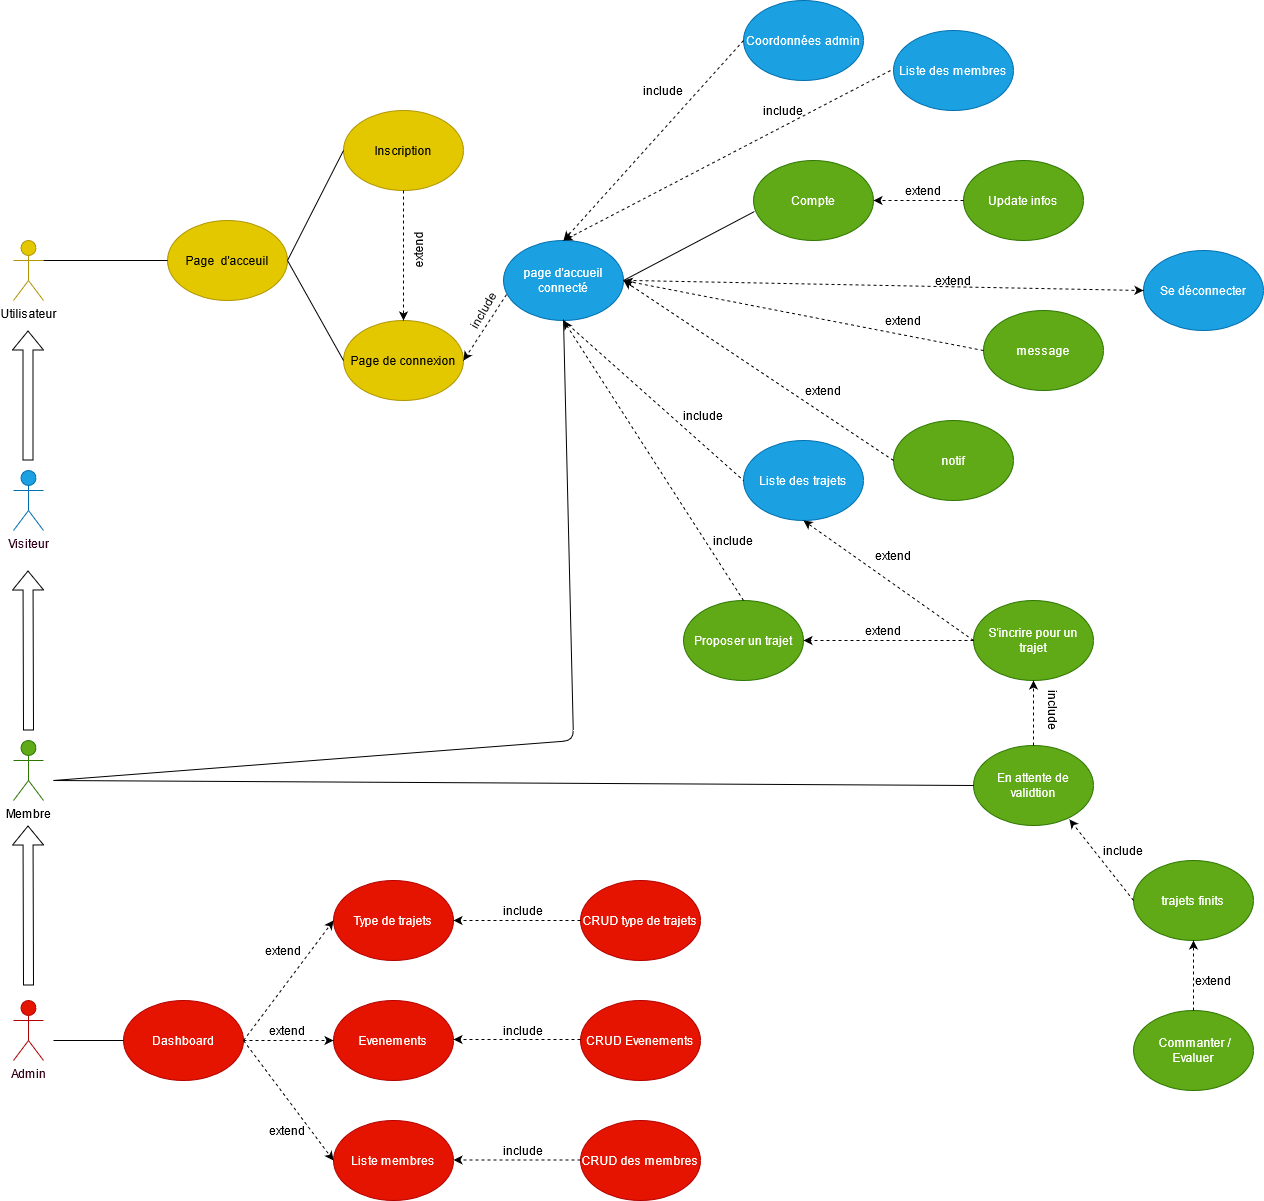 Coordonnées admin
Liste des membres
include
include
Inscription
Compte
extend
Update infos
extend
Page d'acceuil
page d'accueil
connecté
extend
Se déconnecter
Utilisateur
include
extend
message
Page de connexion
extend
include
notif
Liste des trajets
Visiteur
include
extend
Proposer un trajet
extend
S'incrire pour un
trajet
include
En attente de
validtion
Membre
include
trajets finits
Type de trajets
include
CRUD type de trajets
extend
extend
Dashboard
extend
Evenements
include
CRUD Evenements
Commanter /
Evaluer
Admin
extend
Liste membres
include
CRUD des membres